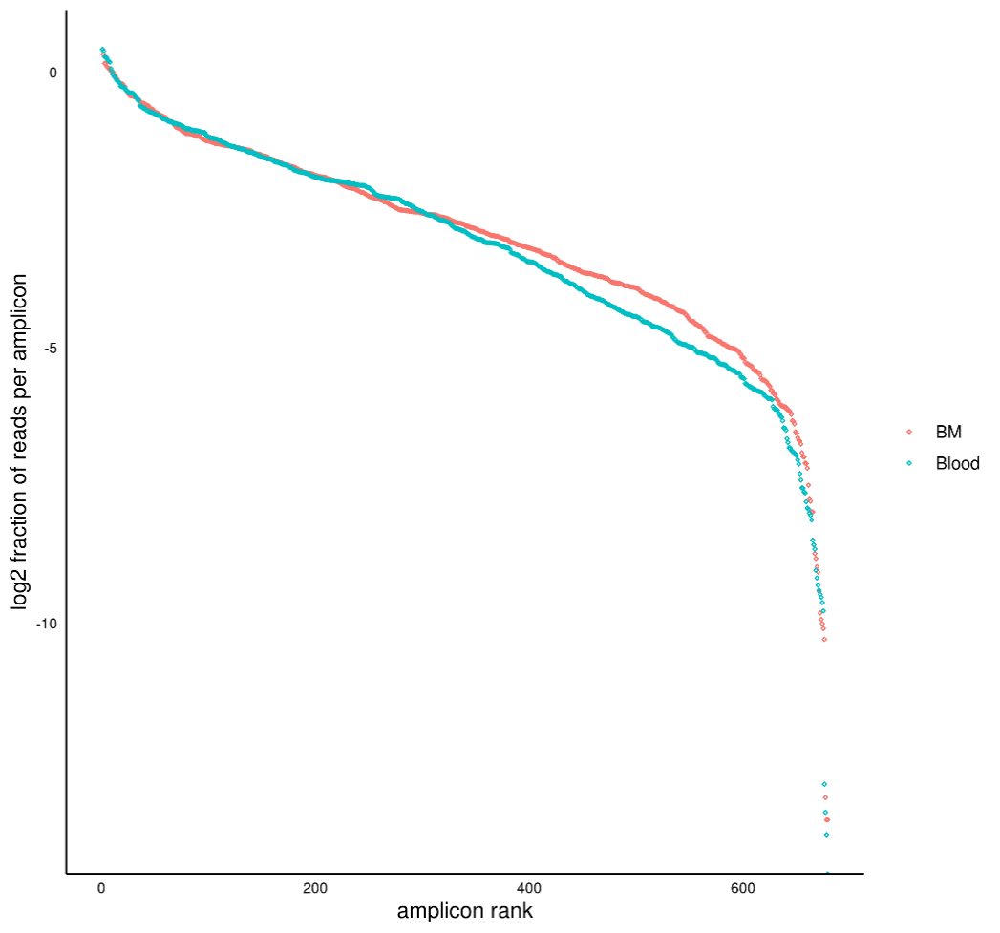 log2 fraction of reads per amplicon
0
-5
-10
0 200 400 600
amplicon rank
BM
Blood